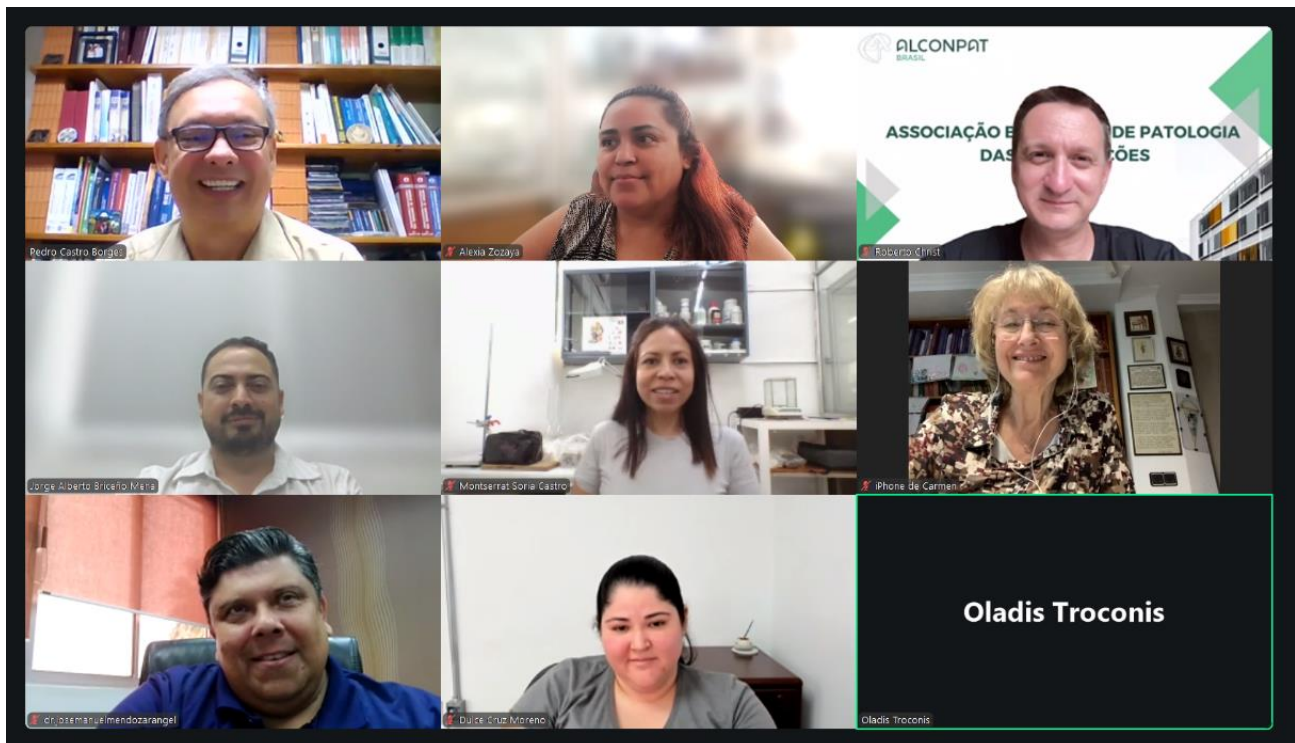 Pedro Castro Borges
Alexia Zozaya
ALCONPAT
BRASIL
ASSOCIAÇÃO B DE PATOLOGIA
DAS ÇÕES
Roberto Christ
Jorge Alberto Briceño Mena
Montserrat Soria Castro
iPhone de Carmen
dr.josemanuelmendozarangel
Dulce Cruz Moreno
Oladis Troconis
Oladis Troconis